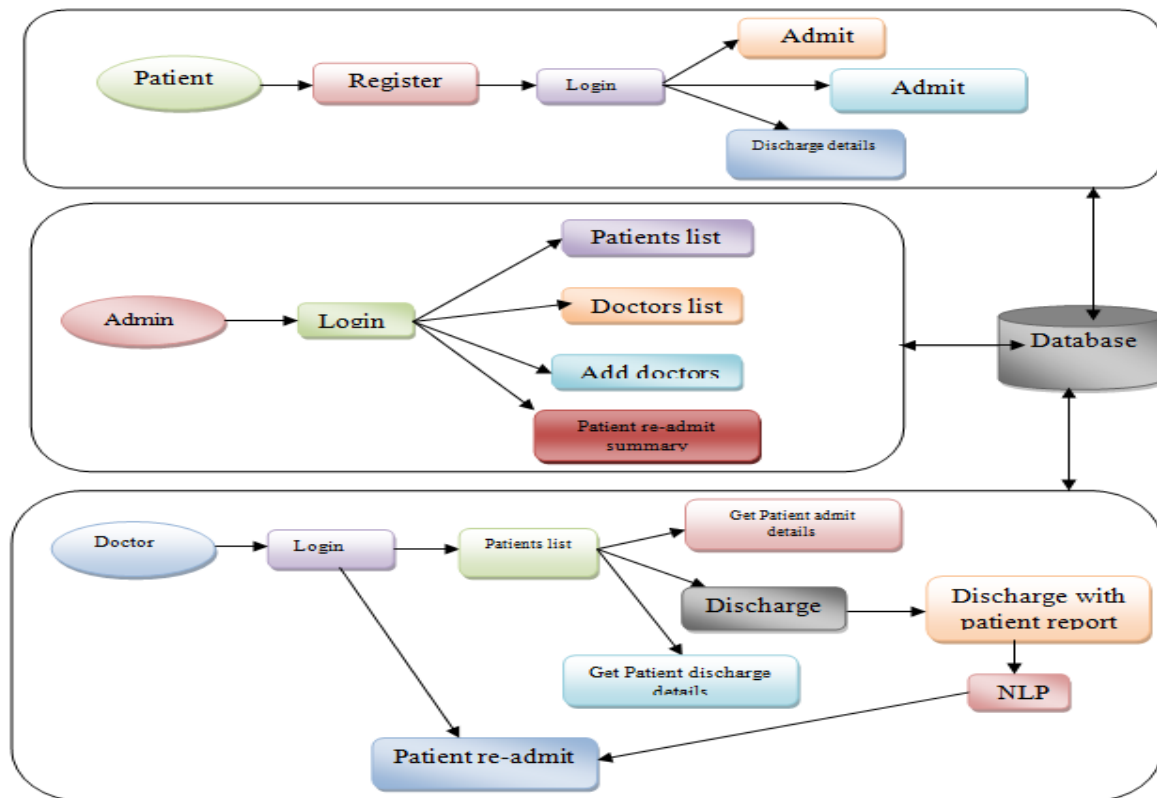 Patient
Register
Login
Admit
Admit
Discharge details
Admin
Login
Patients list
Doctors list
Add doctors
Patient re-admit
summary
Database
Doctor
Login
Patients list
Get Patient admit
details
Discharge
Discharge with
patient report
Get Patient discharge
details
NLP
Patient re-admit